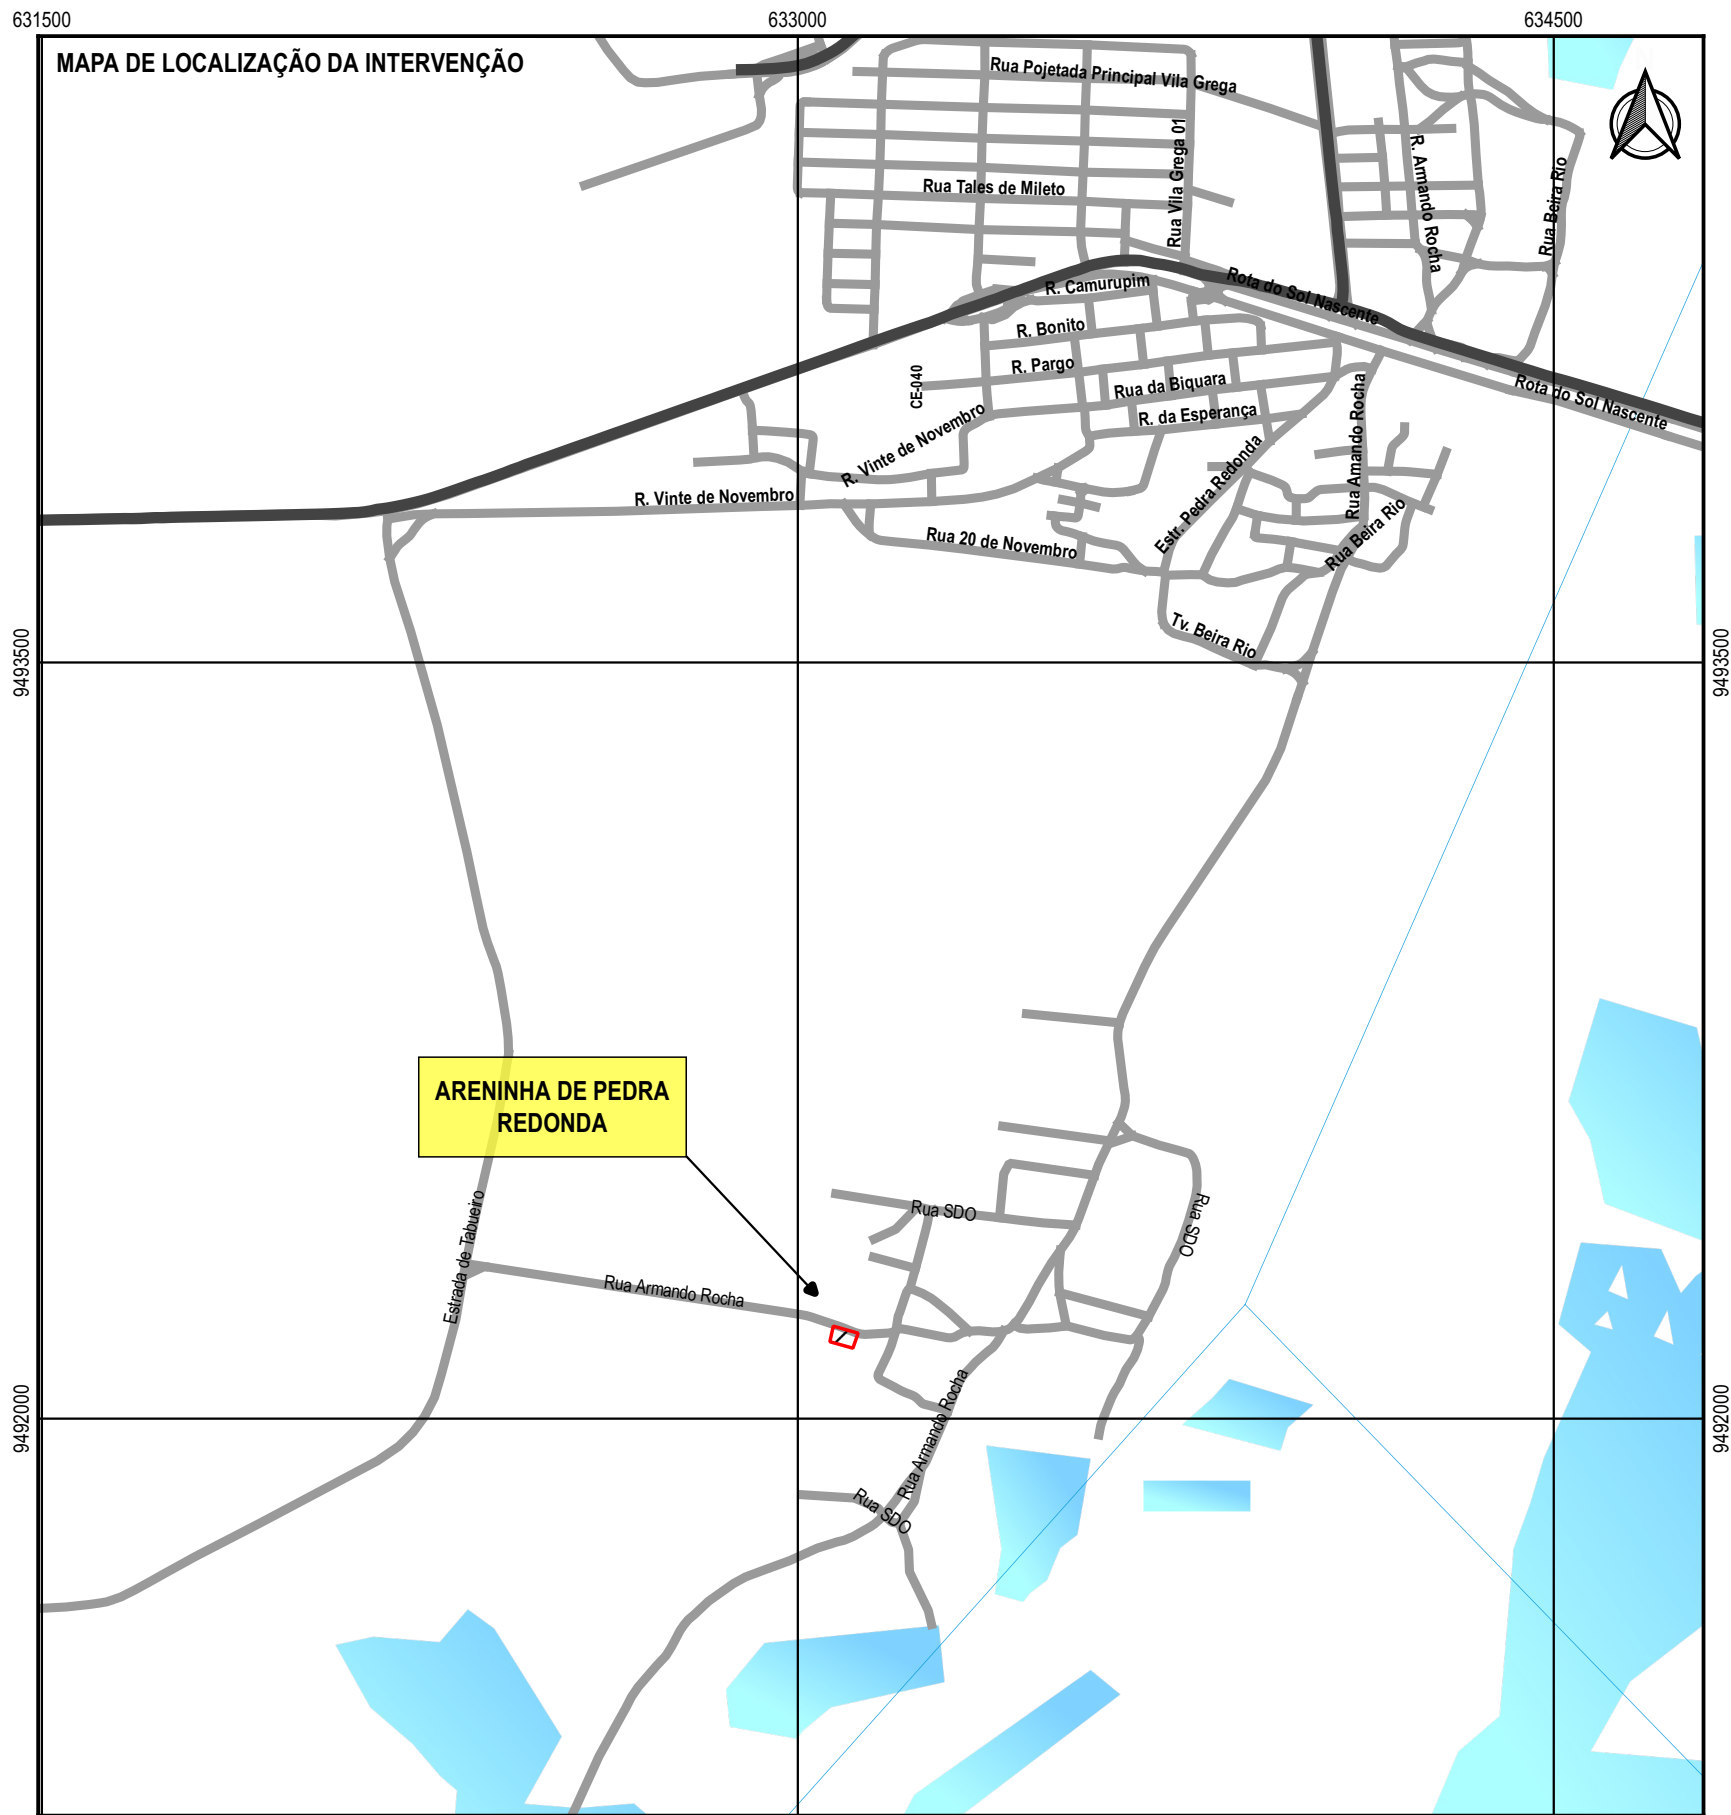 631500
633000
634500
MAPA DE LOCALIZAÇÃO DA INTERVENÇÃO
Rua Pojetada Principal Vila Grega
Rua Vila Grega 01
R. Armando Rocha
Rua Beira Rio
Rua Tales de Mileto
Rota do Sol Nascente
R. Camurupim
R. Bonito
R. Pargo
CE-040
Rua da Biquara
R. da Esperança
Rua Amando Rocha
Rota do Sol Nascente
R. Vinte de Novembro
R. Vinte de Novembro
Estr. Pedra Redonda
Rua Beira Rio
Rua 20 de Novembro
Tv. Beira Rio
9493500
9493500
ARENINHA DE PEDRA
REDONDA
Estrada de Tabueiro
Rua SDO
Rua SDO
Rua Armando Rocha
Rua Armando Rocha
9492000
9492000
Rua SDO